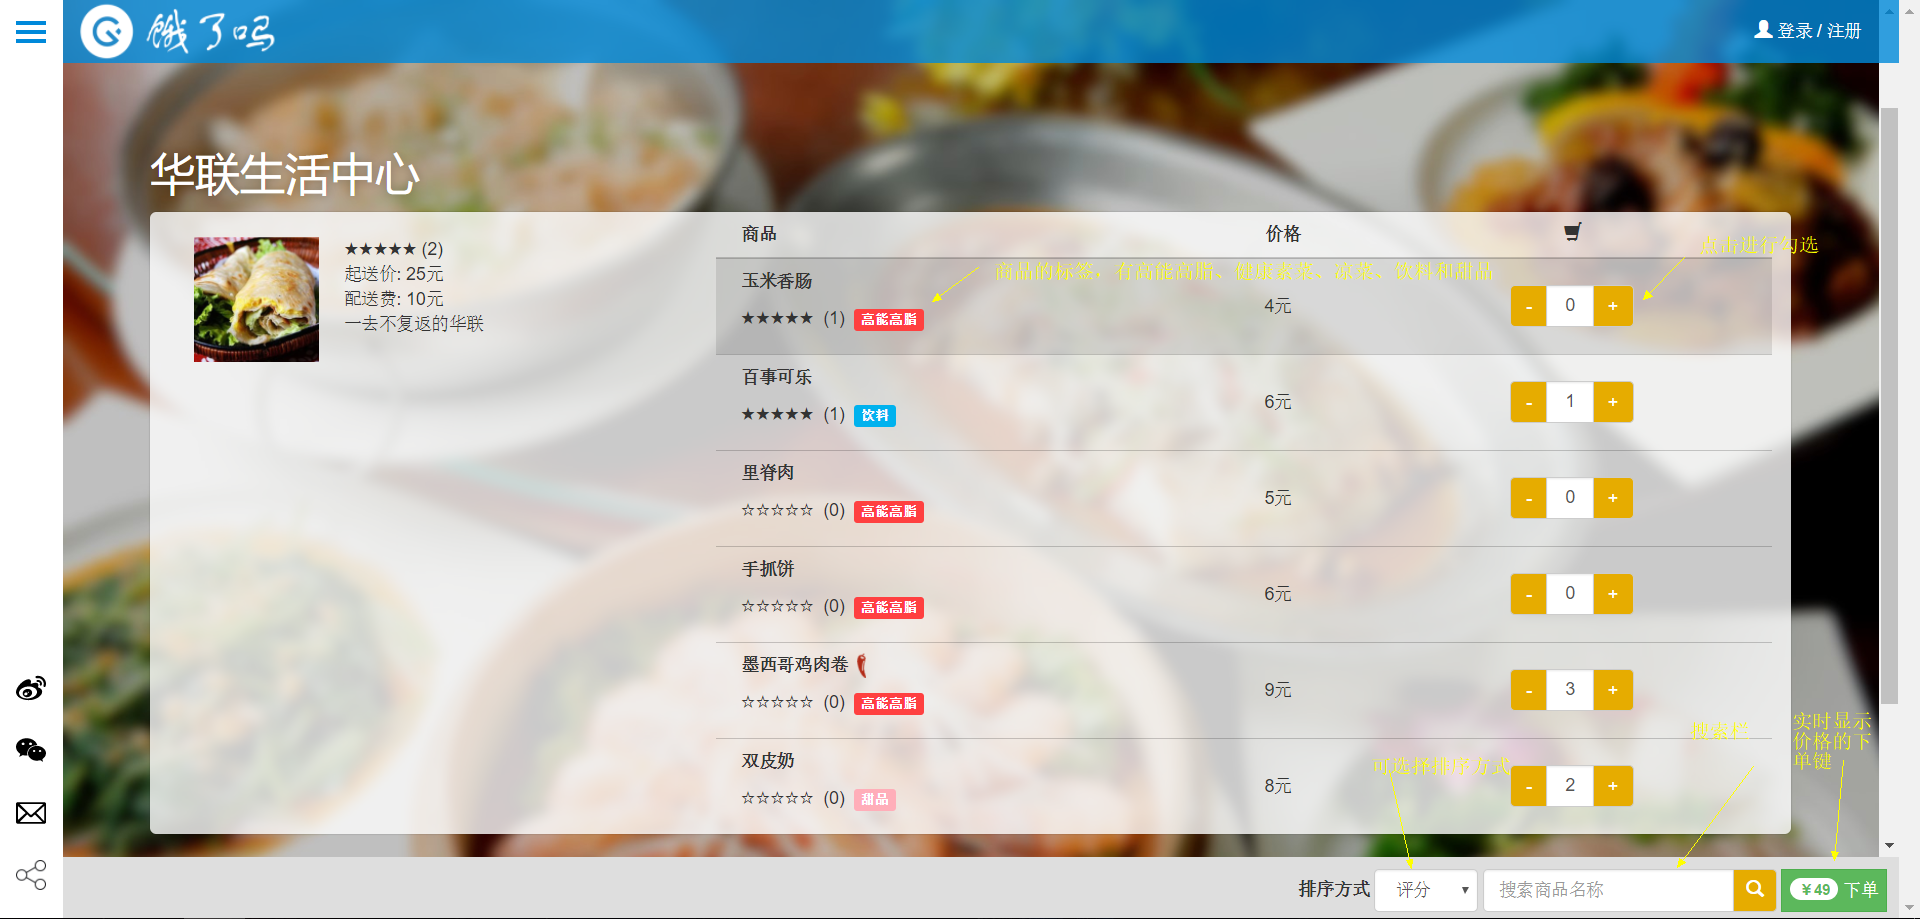 饿了吗
登录 / 注册
华联生活中心
★★★★★ (2)
起送价: 25元
配送费: 10元
一去不复返的华联
商品 价格
点击进行勾选
商品的标签，有高能高脂、健康素菜、凉菜、饮料和甜品
玉米香肠
★★★★★ (1) 高能高脂
4元
- 0 +
百事可乐
★★★★★ (1) 饮料
6元
- 1 +
里脊肉
☆☆☆☆☆ (0) 高能高脂
5元
- 0 +
手抓饼
☆☆☆☆☆ (0) 高能高脂
6元
- 0 +
墨西哥鸡肉卷
☆☆☆☆☆ (0) 高能高脂
9元
- 3 +
双皮奶
☆☆☆☆☆ (0) 甜品
8元
- 2 +
搜索栏
实时显示
价格的下
单键
可选择排序方式
排序方式 评分 搜索商品名称 ¥49 下单